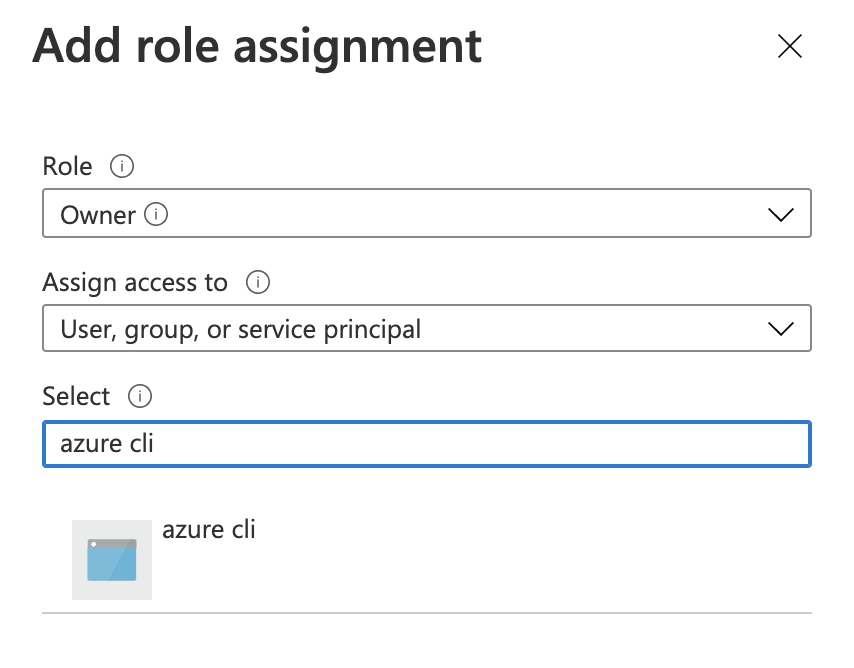 Add role assignment
Role
Owner
Assign access to
User, group, or service principal
Select
azure cli
azure cli